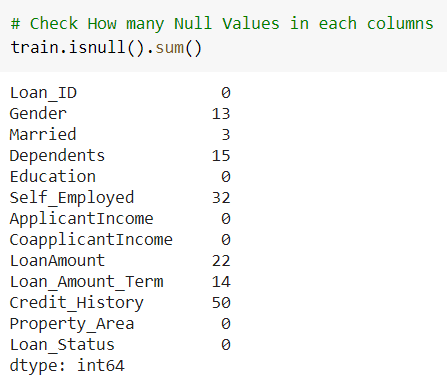 # Check How many Null Values in each columns
train.isnull().sum()
Loan_ID 0
Gender 13
Married 3
Dependents 15
Education 0
Self_Employed 32
ApplicantIncome 0
CoapplicantIncome 0
LoanAmount 22
Loan_Amount_Term 14
Credit_History 50
Property_Area 0
Loan_Status 0
dtype: int64